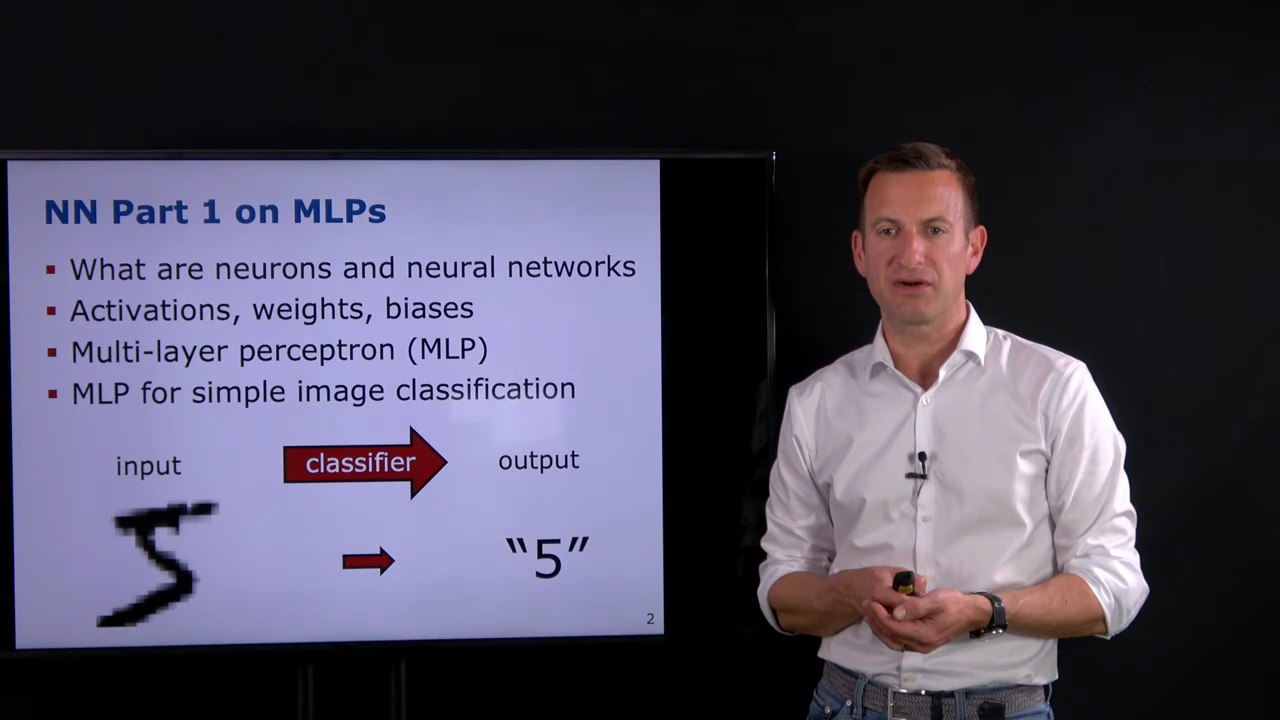 NN Part 1 on MLPs
▪ What are neurons and neural networks
▪ Activations, weights, biases
▪ Multi-layer perceptron (MLP)
▪ MLP for simple image classification
input classifier output
5 “5”
2